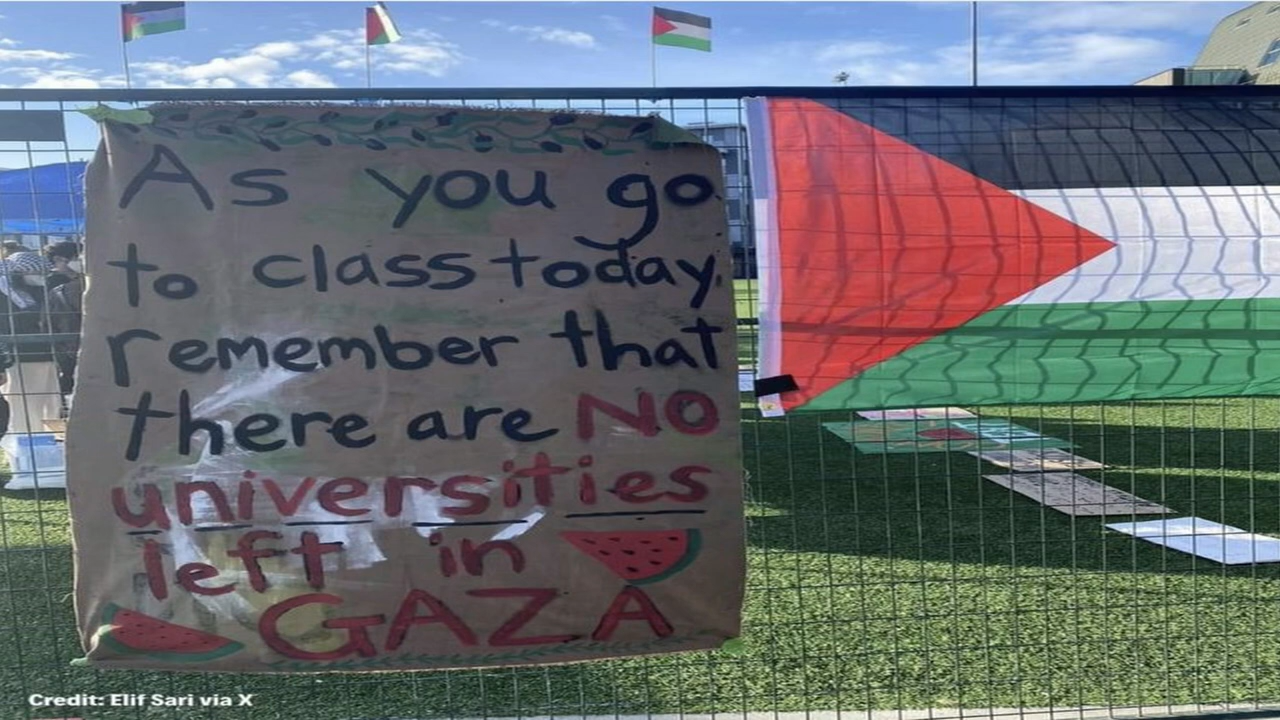 As you go
to class today,
remember that
there are NO
universities
left in
GAZA
Credit: Elif Sari via X